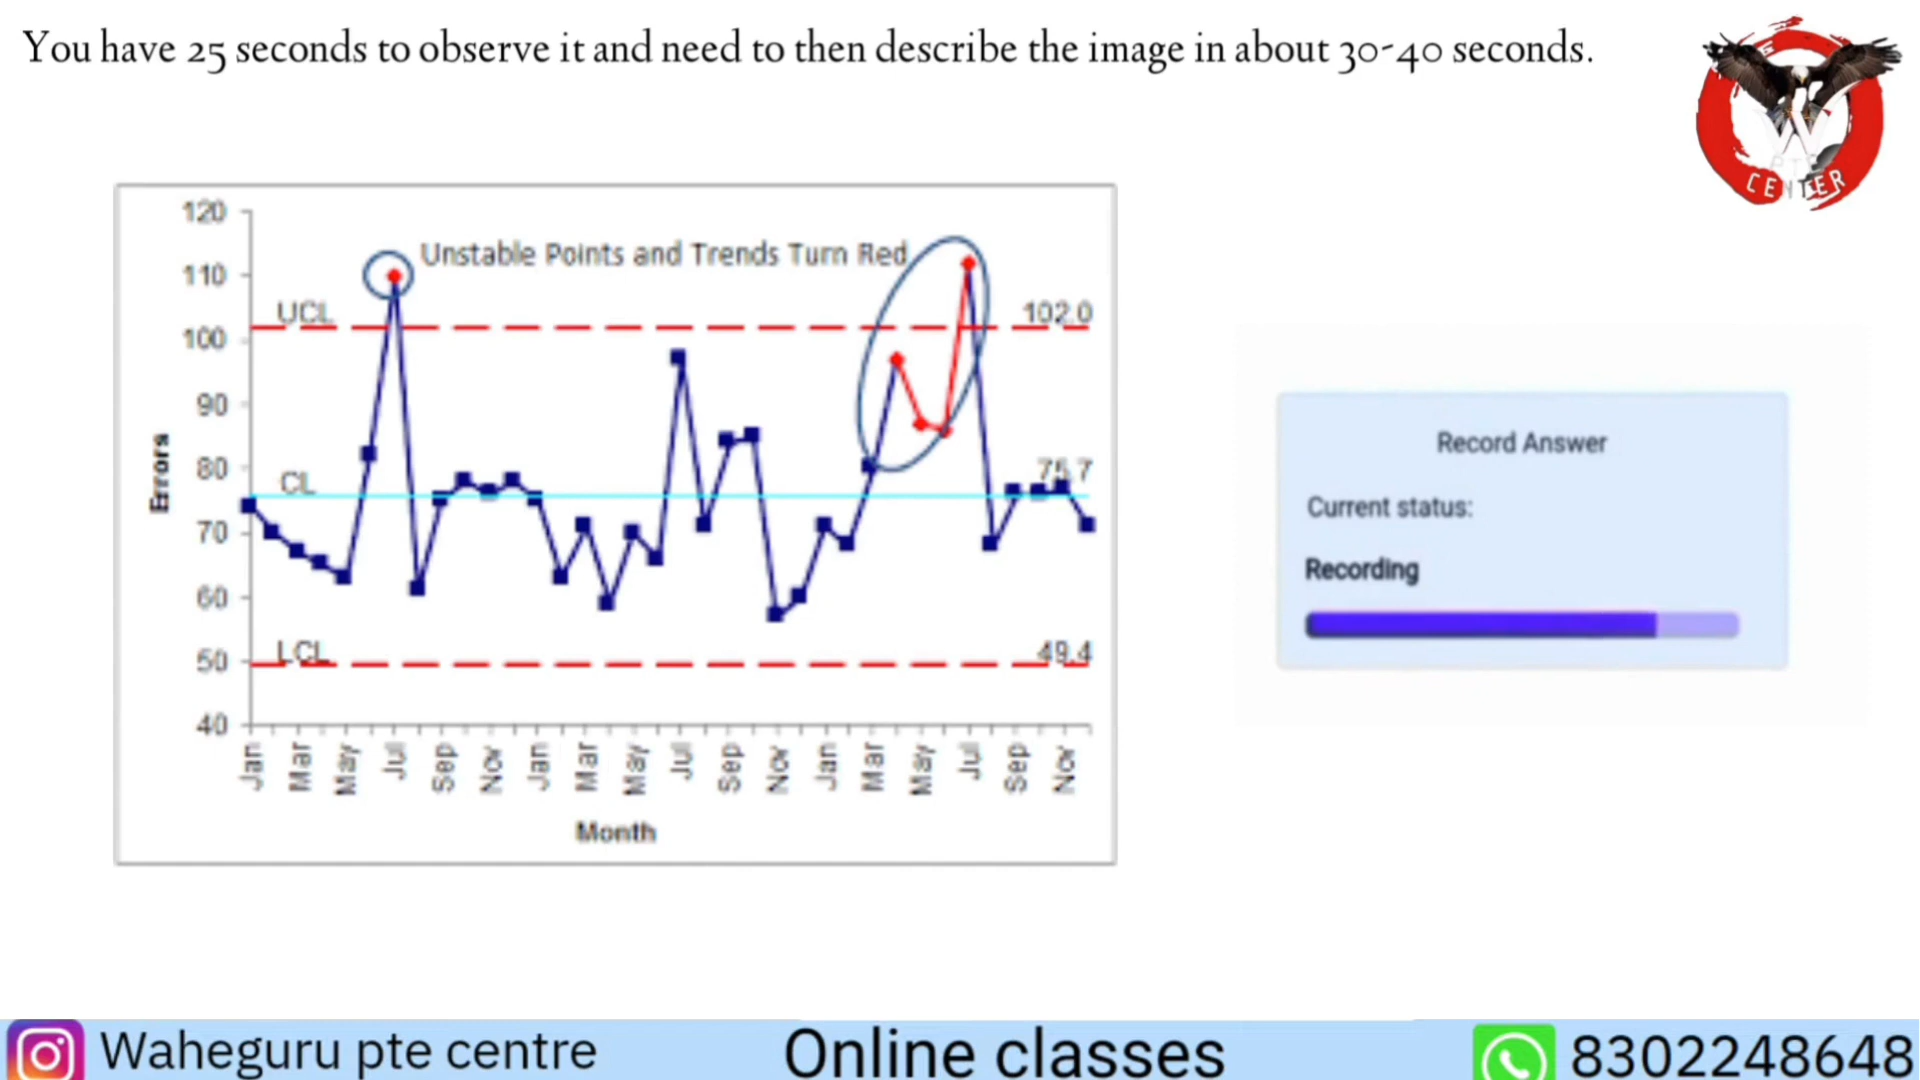 You have 25 seconds to observe it and need to then describe the image in about 30-40 seconds.
W
PTE
CENTER
120
110
100
90
80
70
60
50
40
Unstable Points and Trends Turn Red
UCL
102.0
CL
75.7
LCL
49.4
Errors
Jan
Mar
May
Jul
Sep
Nov
Jan
Mar
May
Jul
Sep
Nov
Jan
Mar
May
Jul
Sep
Nov
Month
Record Answer
Current status:
Recording
Waheguru pte centre
Online classes
8302248648